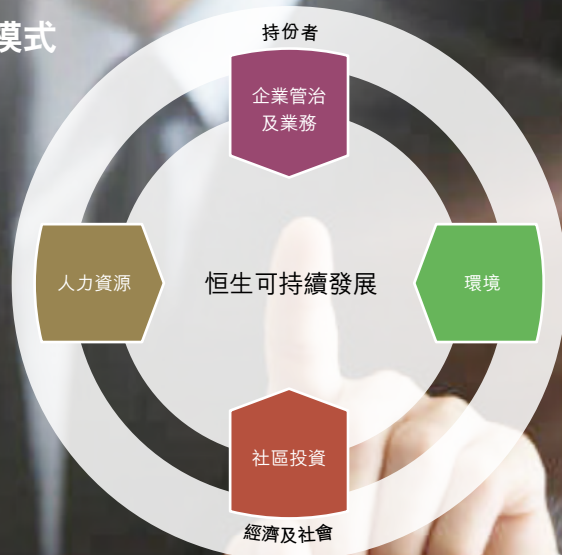 模式
持份者
企業管治
及業務
人力資源
恒生可持續發展
環境
社區投資
經濟及社會